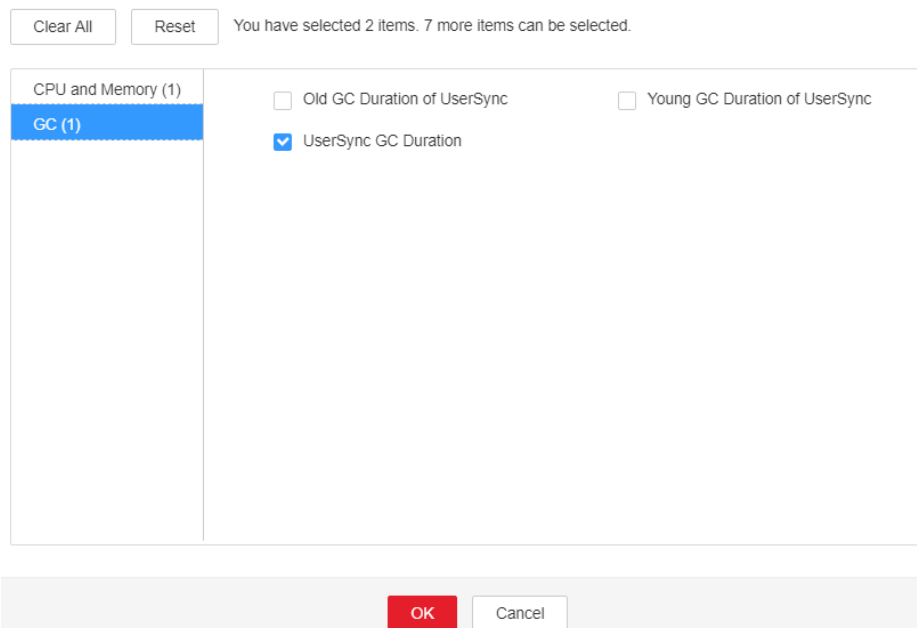 Clear All Reset You have selected 2 items. 7 more items can be selected.
CPU and Memory (1)
GC (1)
Old GC Duration of UserSync Young GC Duration of UserSync
UserSync GC Duration
OK Cancel